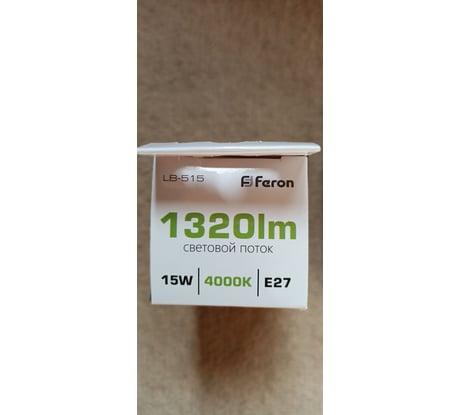 LB-515 Feron
1320lm
световой поток
15W 4000K E27